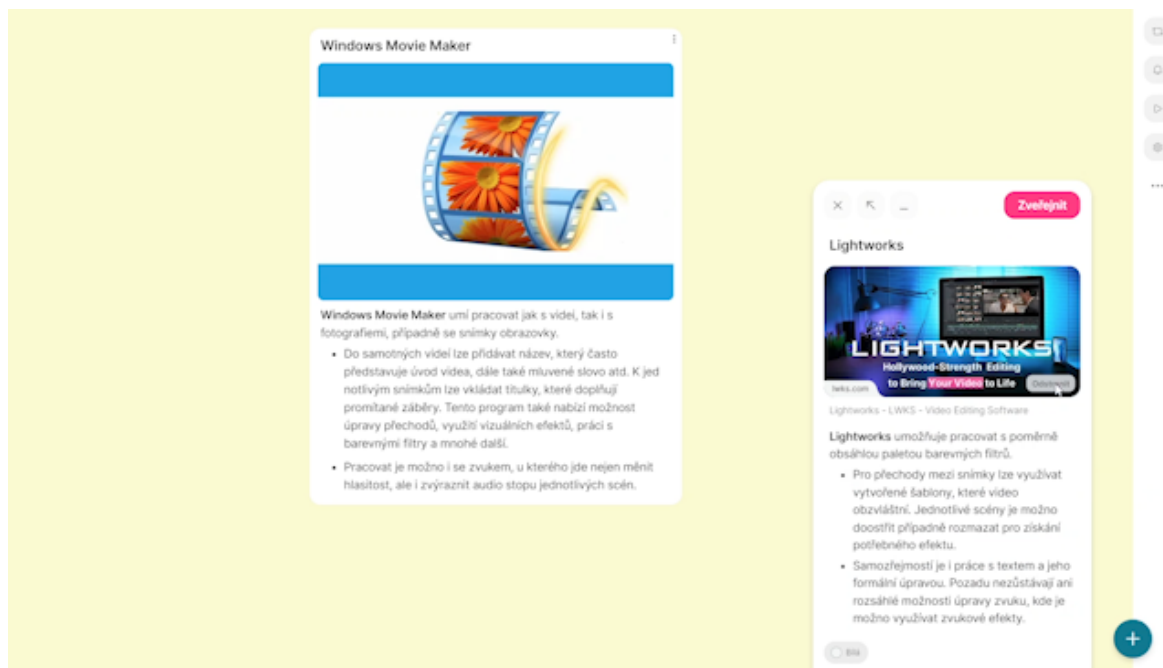 Windows Movie Maker
Windows Movie Maker umí pracovat jak s videi, tak i s
fotografiemi, případně se snímky obrazovky.
• Do samotných videí lze přidávat název, který často
představuje úvod videa, dále také mluvené slovo atd. K jed
notlivým snímkům lze vkládat titulky, které doplňují
promítané záběry. Tento program také nabízí možnost
úpravy přechodů, využití vizuálních efektů, práci s
barevnými filtry a mnohé další.
• Pracovat je možno i se zvukem, u kterého jde nejen měnit
hlasitost, ale i zvýraznit audio stopu jednotlivých scén.
Zveřejnit
Lightworks
LIGHTWORKS
Hollywood-Strength Editing
to Bring Your Video to Life
lwks.com
Odstranit
Lightworks - LWKS - Video Editing Software
Lightworks umožňuje pracovat s poměrně
obsáhlou paletou barevných filtrů.
• Pro přechody mezi snímky lze využívat
vytvořené šablony, které video
obzvláštní. Jednotlivé scény je možno
doostřit případně rozmazat pro získání
potřebného efektu.
• Samozřejmostí je i práce s textem a jeho
formální úpravou. Pozadu nezůstávají ani
rozsáhlé možnosti úpravy zvuku, kde je
možno využívat zvukové efekty.
Bílá